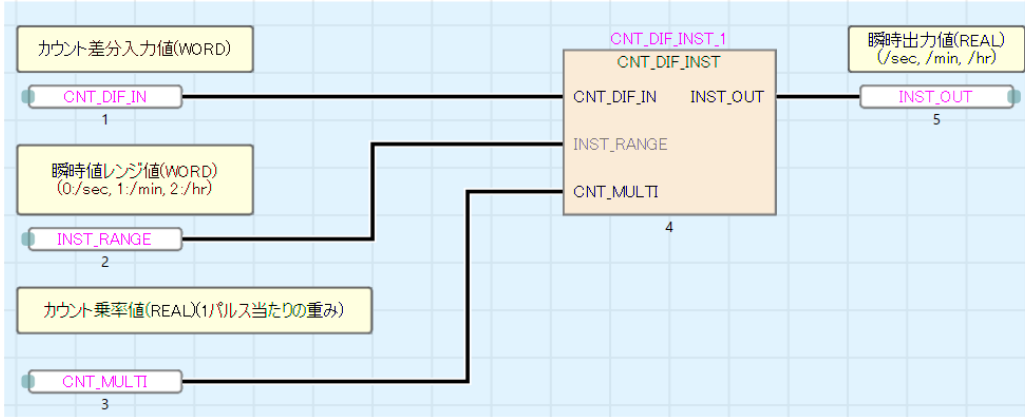 カウント差分入力値(WORD)
CNT_DIF_IN
1
瞬時値レンジ値(WORD)
(0:/sec, 1:/min, 2:/hr)
INST_RANGE
2
カウント乗率値(REAL)(1パルス当たりの重み)
CNT_MULTI
3
CNT_DIF_INST_1
CNT_DIF_INST
CNT_DIF_IN INST_OUT
INST_RANGE
CNT_MULTI
4
瞬時出力値(REAL)
(/sec, /min, /hr)
INST_OUT
5